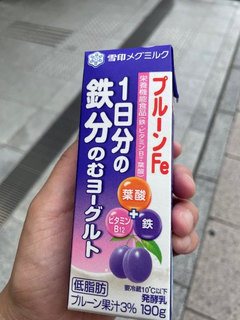 雪印メグミルク
プルーンFe
栄養機能食品(鉄・ビタミンB12・葉酸)
1日分の
鉄分のむヨーグルト
葉酸
+
ビタミン
B12
鉄
低脂肪
要冷蔵10℃以下
発酵乳
プルーン果汁3% 190g